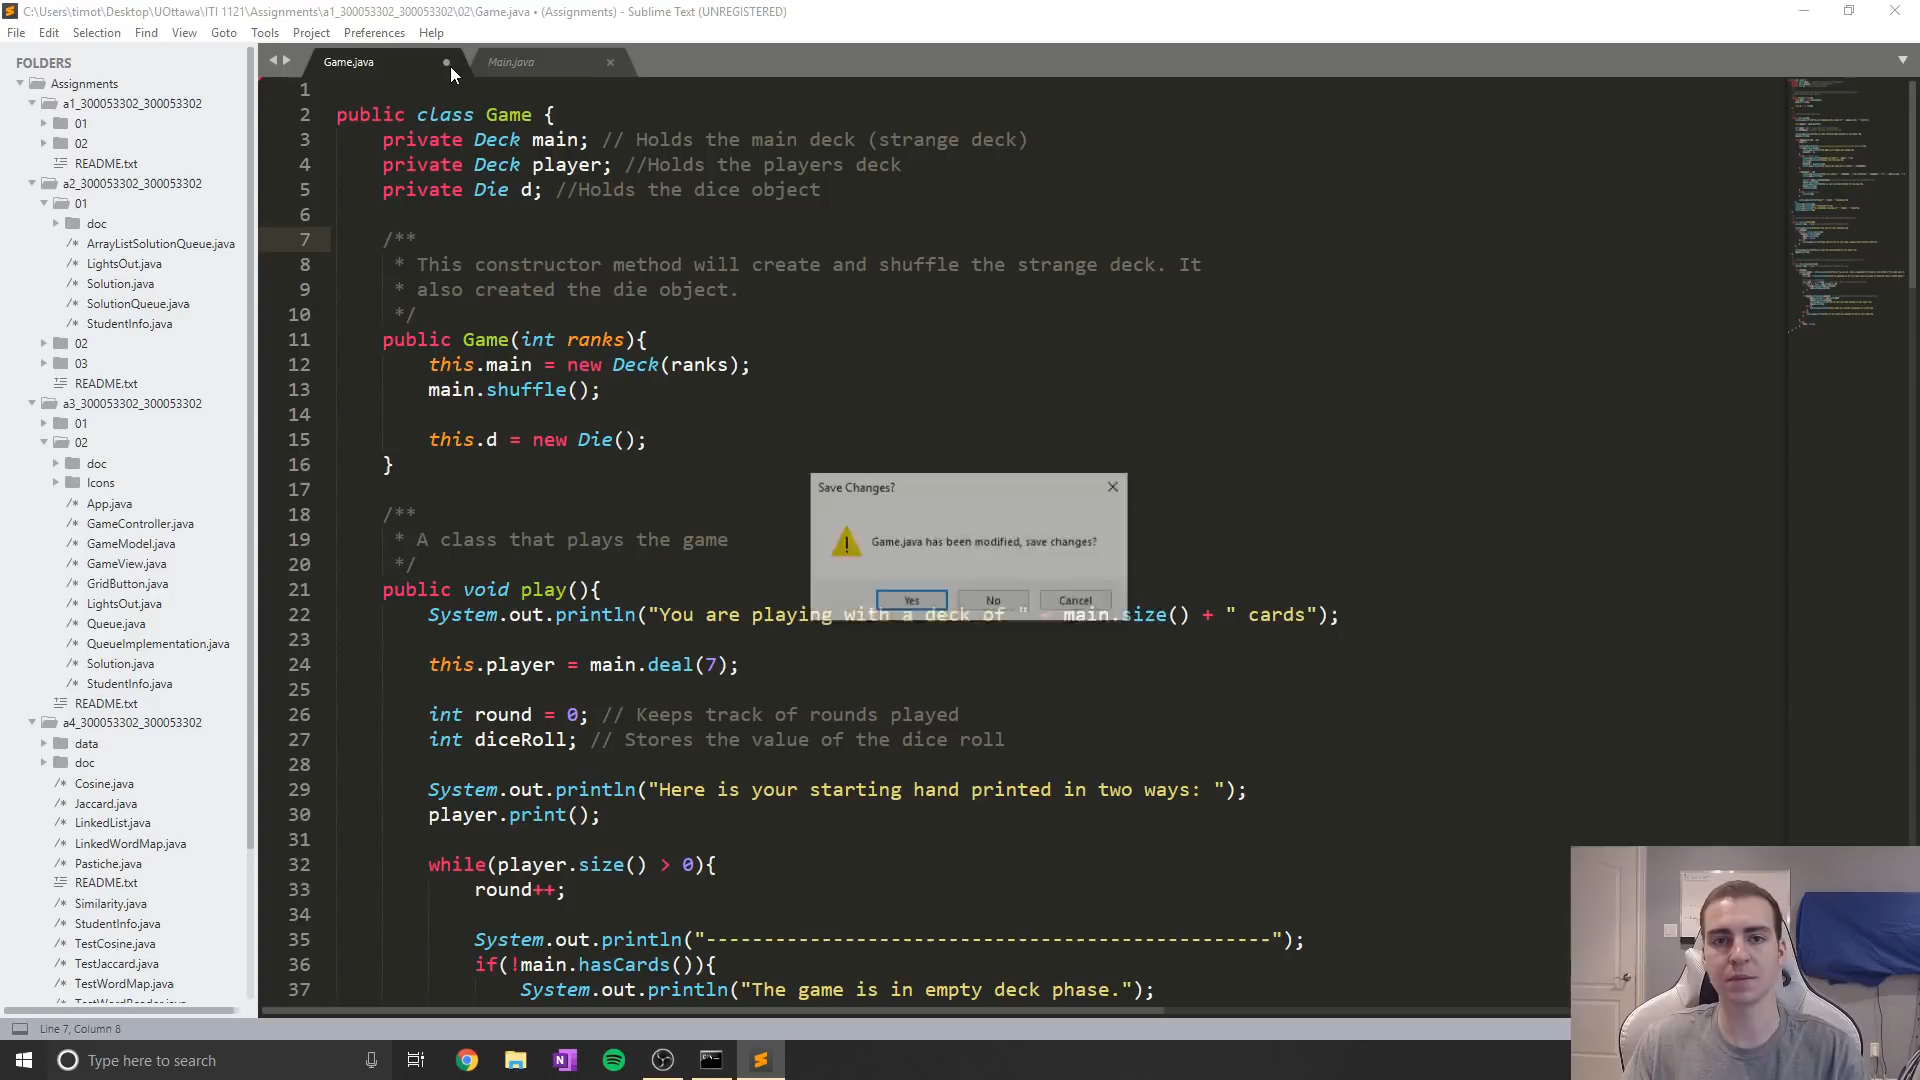 C:\Users\timot\Desktop\UOttawa\ITI 1121\Assignments\a1_300053302_300053302\02\Game.java • (Assignments) - Sublime Text (UNREGISTERED)
File Edit Selection Find View Goto Tools Project Preferences Help
FOLDERS
Assignments
a1_300053302_300053302
01
02
README.txt
a2_300053302_300053302
01
doc
ArrayListSolutionQueue.java
LightsOut.java
Solution.java
SolutionQueue.java
StudentInfo.java
02
03
README.txt
a3_300053302_300053302
01
02
doc
Icons
App.java
GameController.java
GameModel.java
GameView.java
GridButton.java
LightsOut.java
Queue.java
QueueImplementation.java
Solution.java
StudentInfo.java
README.txt
a4_300053302_300053302
data
doc
Cosine.java
Jaccard.java
LinkedList.java
LinkedWordMap.java
Pastiche.java
README.txt
Similarity.java
StudentInfo.java
TestCosine.java
TestJaccard.java
TestWordMap.java
TestWordReader.java
Game.java Main.java
1
2 public class Game {
3 private Deck main; // Holds the main deck (strange deck)
4 private Deck player; //Holds the players deck
5 private Die d; //Holds the dice object
6
7 /**
8 * This constructor method will create and shuffle the strange deck. It
9 * also created the die object.
10 */
11 public Game(int ranks){
12 this.main = new Deck(ranks);
13 main.shuffle();
14
15 this.d = new Die();
16 }
17
18 /**
19 * A class that plays the game
20 */
21 public void play(){
22 System.out.println("You are playing with a deck of " main.size() + " cards");
23
24 this.player = main.deal(7);
25
26 int round = 0; // Keeps track of rounds played
27 int diceRoll; // Stores the value of the dice roll
28
29 System.out.println("Here is your starting hand printed in two ways: ");
30 player.print();
31
32 while(player.size() > 0){
33 round++;
34
35 System.out.println("-------------------------------------------------");
36 if(!main.hasCards()){
37 System.out.println("The game is in empty deck phase.");
Save Changes?
Game.java has been modified, save changes?
Yes No Cancel
Line 7, Column 8
Type here to search